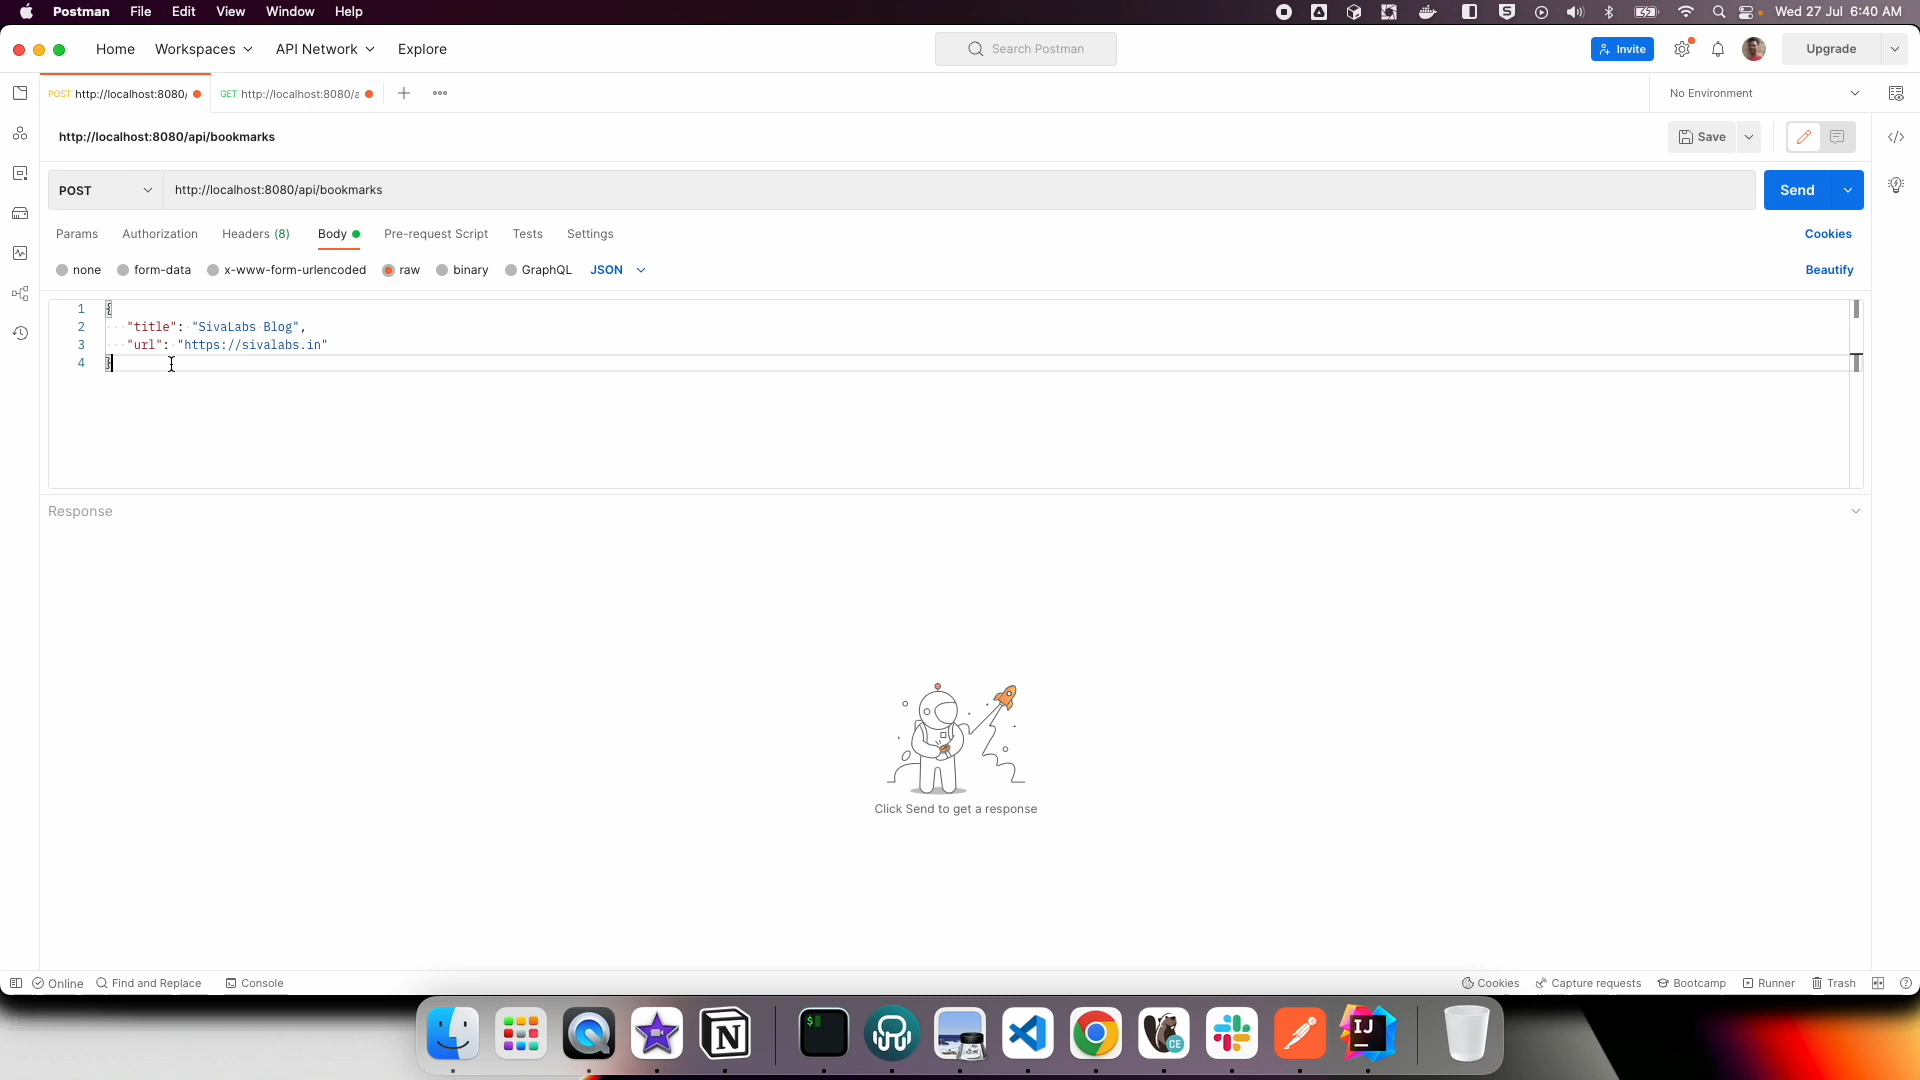 Postman File Edit View Window Help Wed 27 Jul 6:40 AM
Home Workspaces API Network Explore Search Postman Invite Upgrade
POST http://localhost:8080/ GET http://localhost:8080/a No Environment
http://localhost:8080/api/bookmarks Save
POST http://localhost:8080/api/bookmarks Send
Params Authorization Headers (8) Body Pre-request Script Tests Settings Cookies
none form-data x-www-form-urlencoded raw binary GraphQL JSON Beautify
1 {
2 "title": "SivaLabs Blog",
3 "url": "https://sivalabs.in"
4 }
Response
Click Send to get a response
Online Find and Replace Console Cookies Capture requests Bootcamp Runner Trash
$ N CE IJ